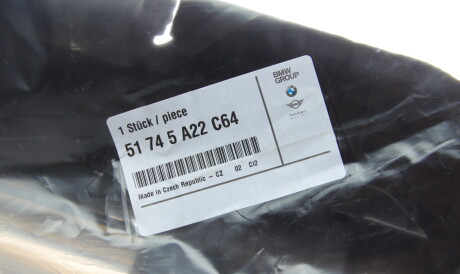 1 Stück / piece
51 74 5 A22 C64
Made in Czech Republic - CZ 02 CI2
BMW
GROUP